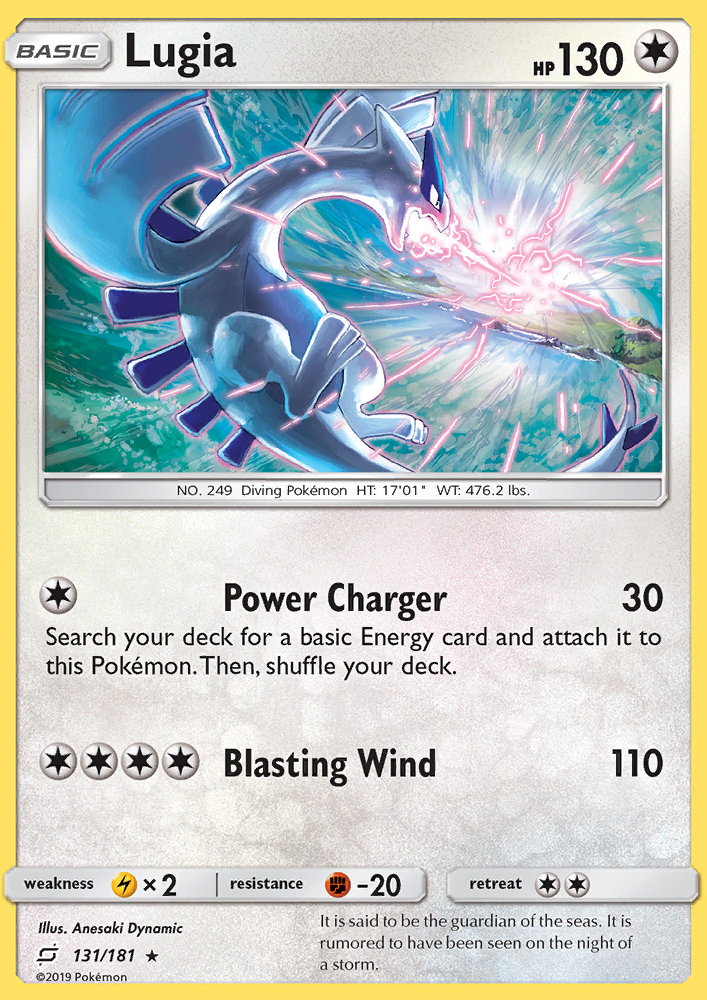 BASIC Lugia HP 130
NO. 249 Diving Pokémon HT: 17'01" WT: 476.2 lbs.
Power Charger 30
Search your deck for a basic Energy card and attach it to
this Pokémon. Then, shuffle your deck.
Blasting Wind 110
weakness ×2 resistance -20 retreat
Illus. Anesaki Dynamic
131/181
©2019 Pokémon
It is said to be the guardian of the seas. It is
rumored to have been seen on the night of
a storm.